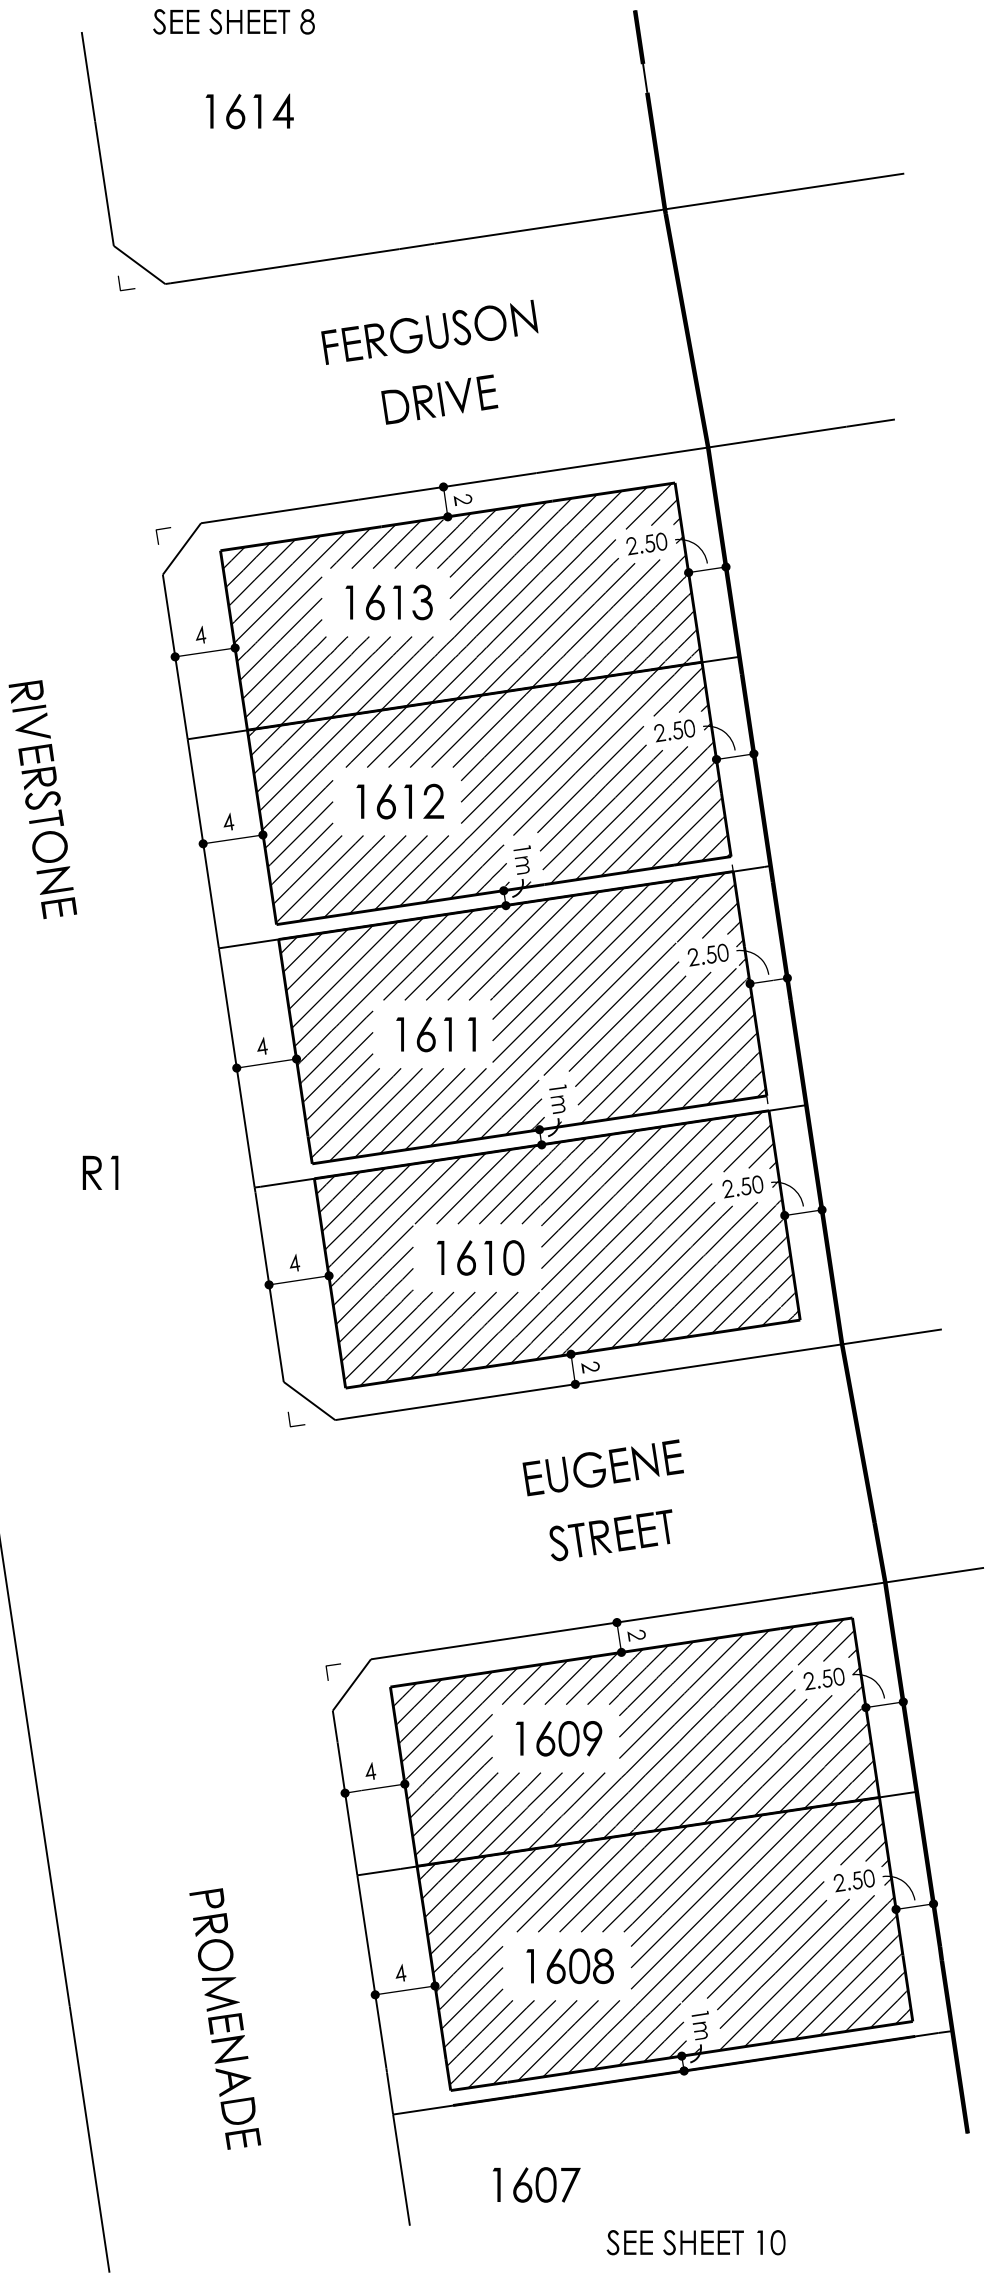 SEE SHEET 8
1614
FERGUSON
DRIVE
2
2.50
1613
4
RIVERSTONE
2.50
1612
4
1m
2.50
1611
4
1m
R1
2.50
1610
4
2
EUGENE
STREET
2
2.50
1609
4
2.50
PROMENADE
1608
4
1m
1607
SEE SHEET 10